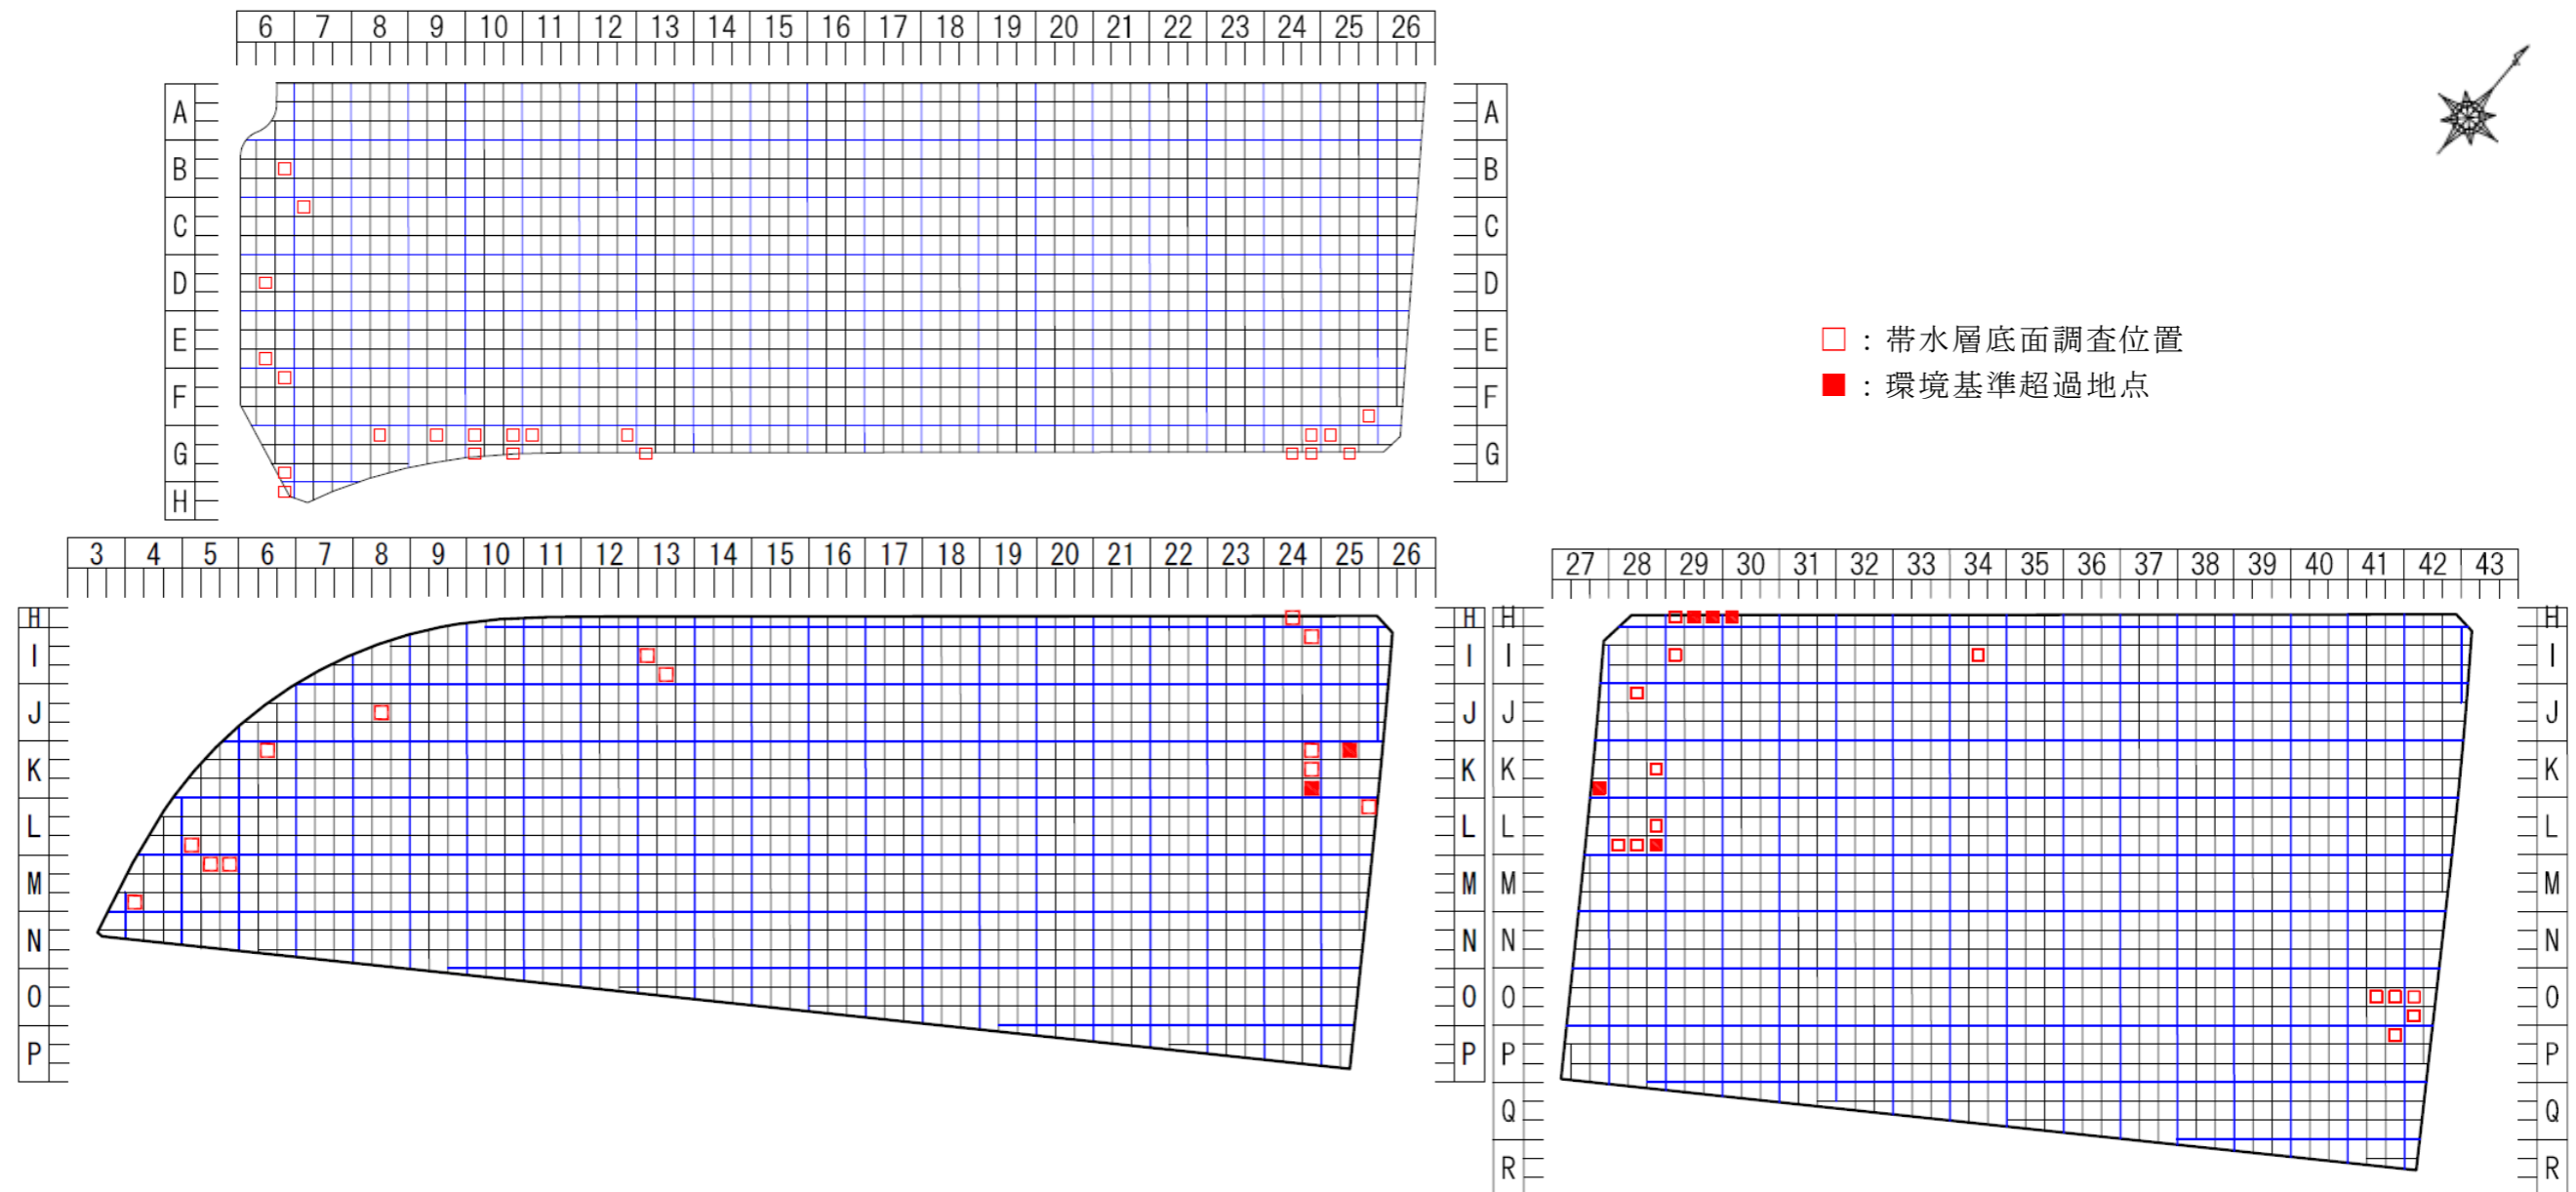 6 7 8 9 10 11 12 13 14 15 16 17 18 19 20 21 22 23 24 25 26
A A
B B
C C
D D
E E
F F
G G
H
□ : 帯水層底面調査位置
■ : 環境基準超過地点
3 4 5 6 7 8 9 10 11 12 13 14 15 16 17 18 19 20 21 22 23 24 25 26
27 28 29 30 31 32 33 34 35 36 37 38 39 40 41 42 43
H H H H
I I I I
J J J J
K K K K
L L L L
M M M M
N N N N
O O O O
P P P P
Q Q
R R